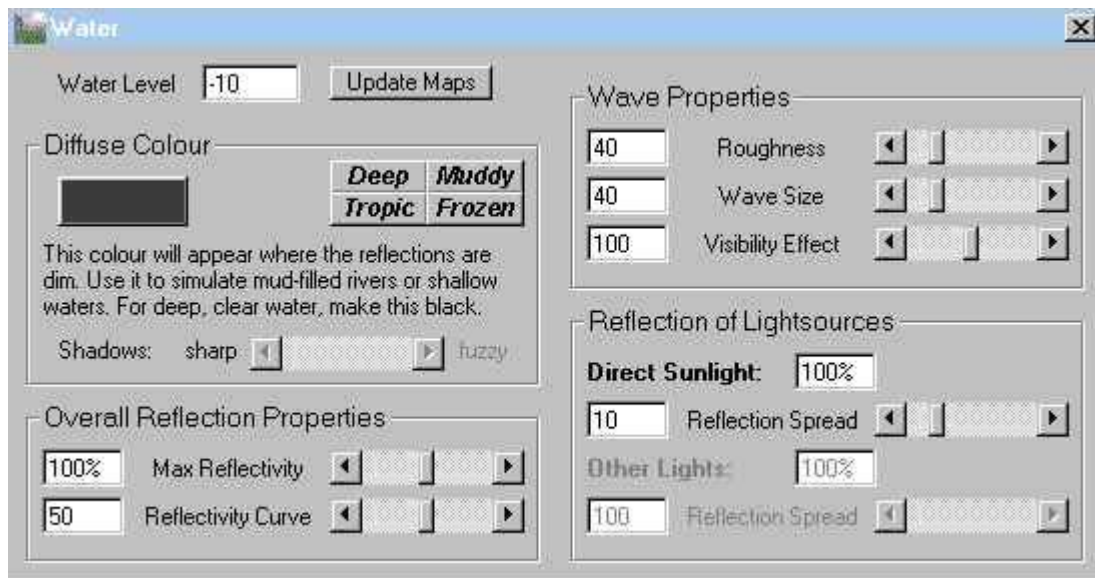 Water
Water Level -10 Update Maps
Diffuse Colour
Deep Muddy
Tropic Frozen
This colour will appear where the reflections are
dim. Use it to simulate mud-filled rivers or shallow
waters. For deep, clear water, make this black.
Shadows: sharp fuzzy
Overall Reflection Properties
100% Max Reflectivity
50 Reflectivity Curve
Wave Properties
40 Roughness
40 Wave Size
100 Visibility Effect
Reflection of Lightsources
Direct Sunlight: 100%
10 Reflection Spread
Other Lights: 100%
100 Reflection Spread